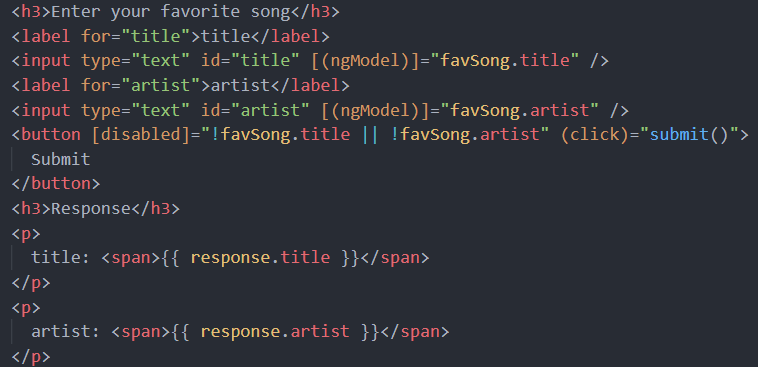 <h3>Enter your favorite song</h3>
<label for="title">title</label>
<input type="text" id="title" [(ngModel)]="favSong.title" />
<label for="artist">artist</label>
<input type="text" id="artist" [(ngModel)]="favSong.artist" />
<button [disabled]="!favSong.title || !favSong.artist" (click)="submit()">
  Submit
</button>
<h3>Response</h3>
<p>
  title: <span>{{ response.title }}</span>
</p>
<p>
  artist: <span>{{ response.artist }}</span>
</p>